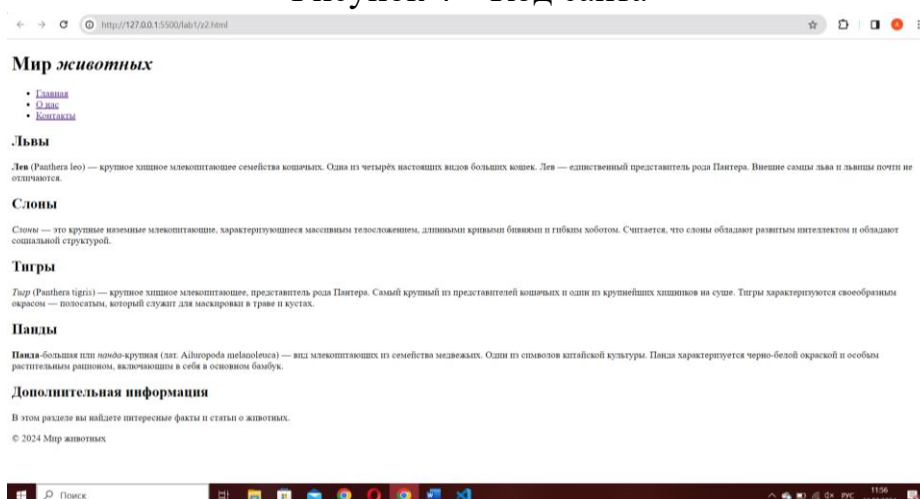 http://127.0.0.1:5500/lab1/z2.html
Мир животных
Главная
О нас
Контакты
Львы
Лев (Panthera leo) — крупное хищное млекопитающее семейства кошачьих. Одна из четырёх настоящих видов больших кошек. Лев — единственный представитель рода Пантера. Внешне самцы льва и львицы почти не
отличаются.
Слоны
Слоны — это крупные наземные млекопитающие, характеризующиеся массивным телосложением, длинными кривыми бивнями и гибким хоботом. Считается, что слоны обладают развитым интеллектом и обладают
социальной структурой.
Тигры
Тигр (Panthera tigris) — крупное хищное млекопитающее, представитель рода Пантера. Самый крупный из представителей кошачьих и один из крупнейших хищников на суше. Тигры характеризуются своеобразным
окрасом — полосатым, который служит для маскировки в траве и кустах.
Панды
Панда-большая или панда-крупная (лат. Ailuropoda melanoleuca) — вид млекопитающих из семейства медвежьих. Один из символов китайской культуры. Панда характеризуется черно-белой окраской и особым
растительным рационом, включающим в себя в основном бамбук.
Дополнительная информация
В этом разделе вы найдете интересные факты и статьи о животных.
© 2024 Мир животных
Поиск
РУС
11:56